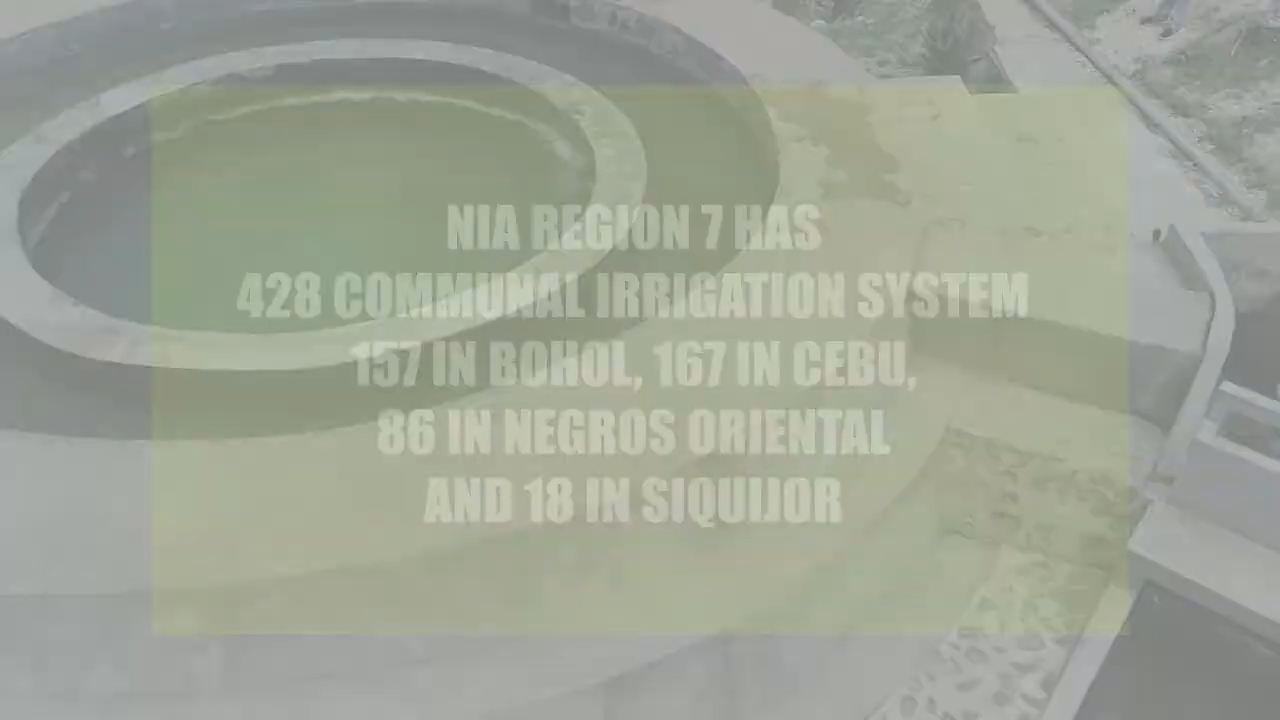 NIA REGION 7 HAS
428 COMMUNAL IRRIGATION SYSTEM
157 IN BOHOL, 167 IN CEBU,
86 IN NEGROS ORIENTAL
AND 18 IN SIQUIJOR